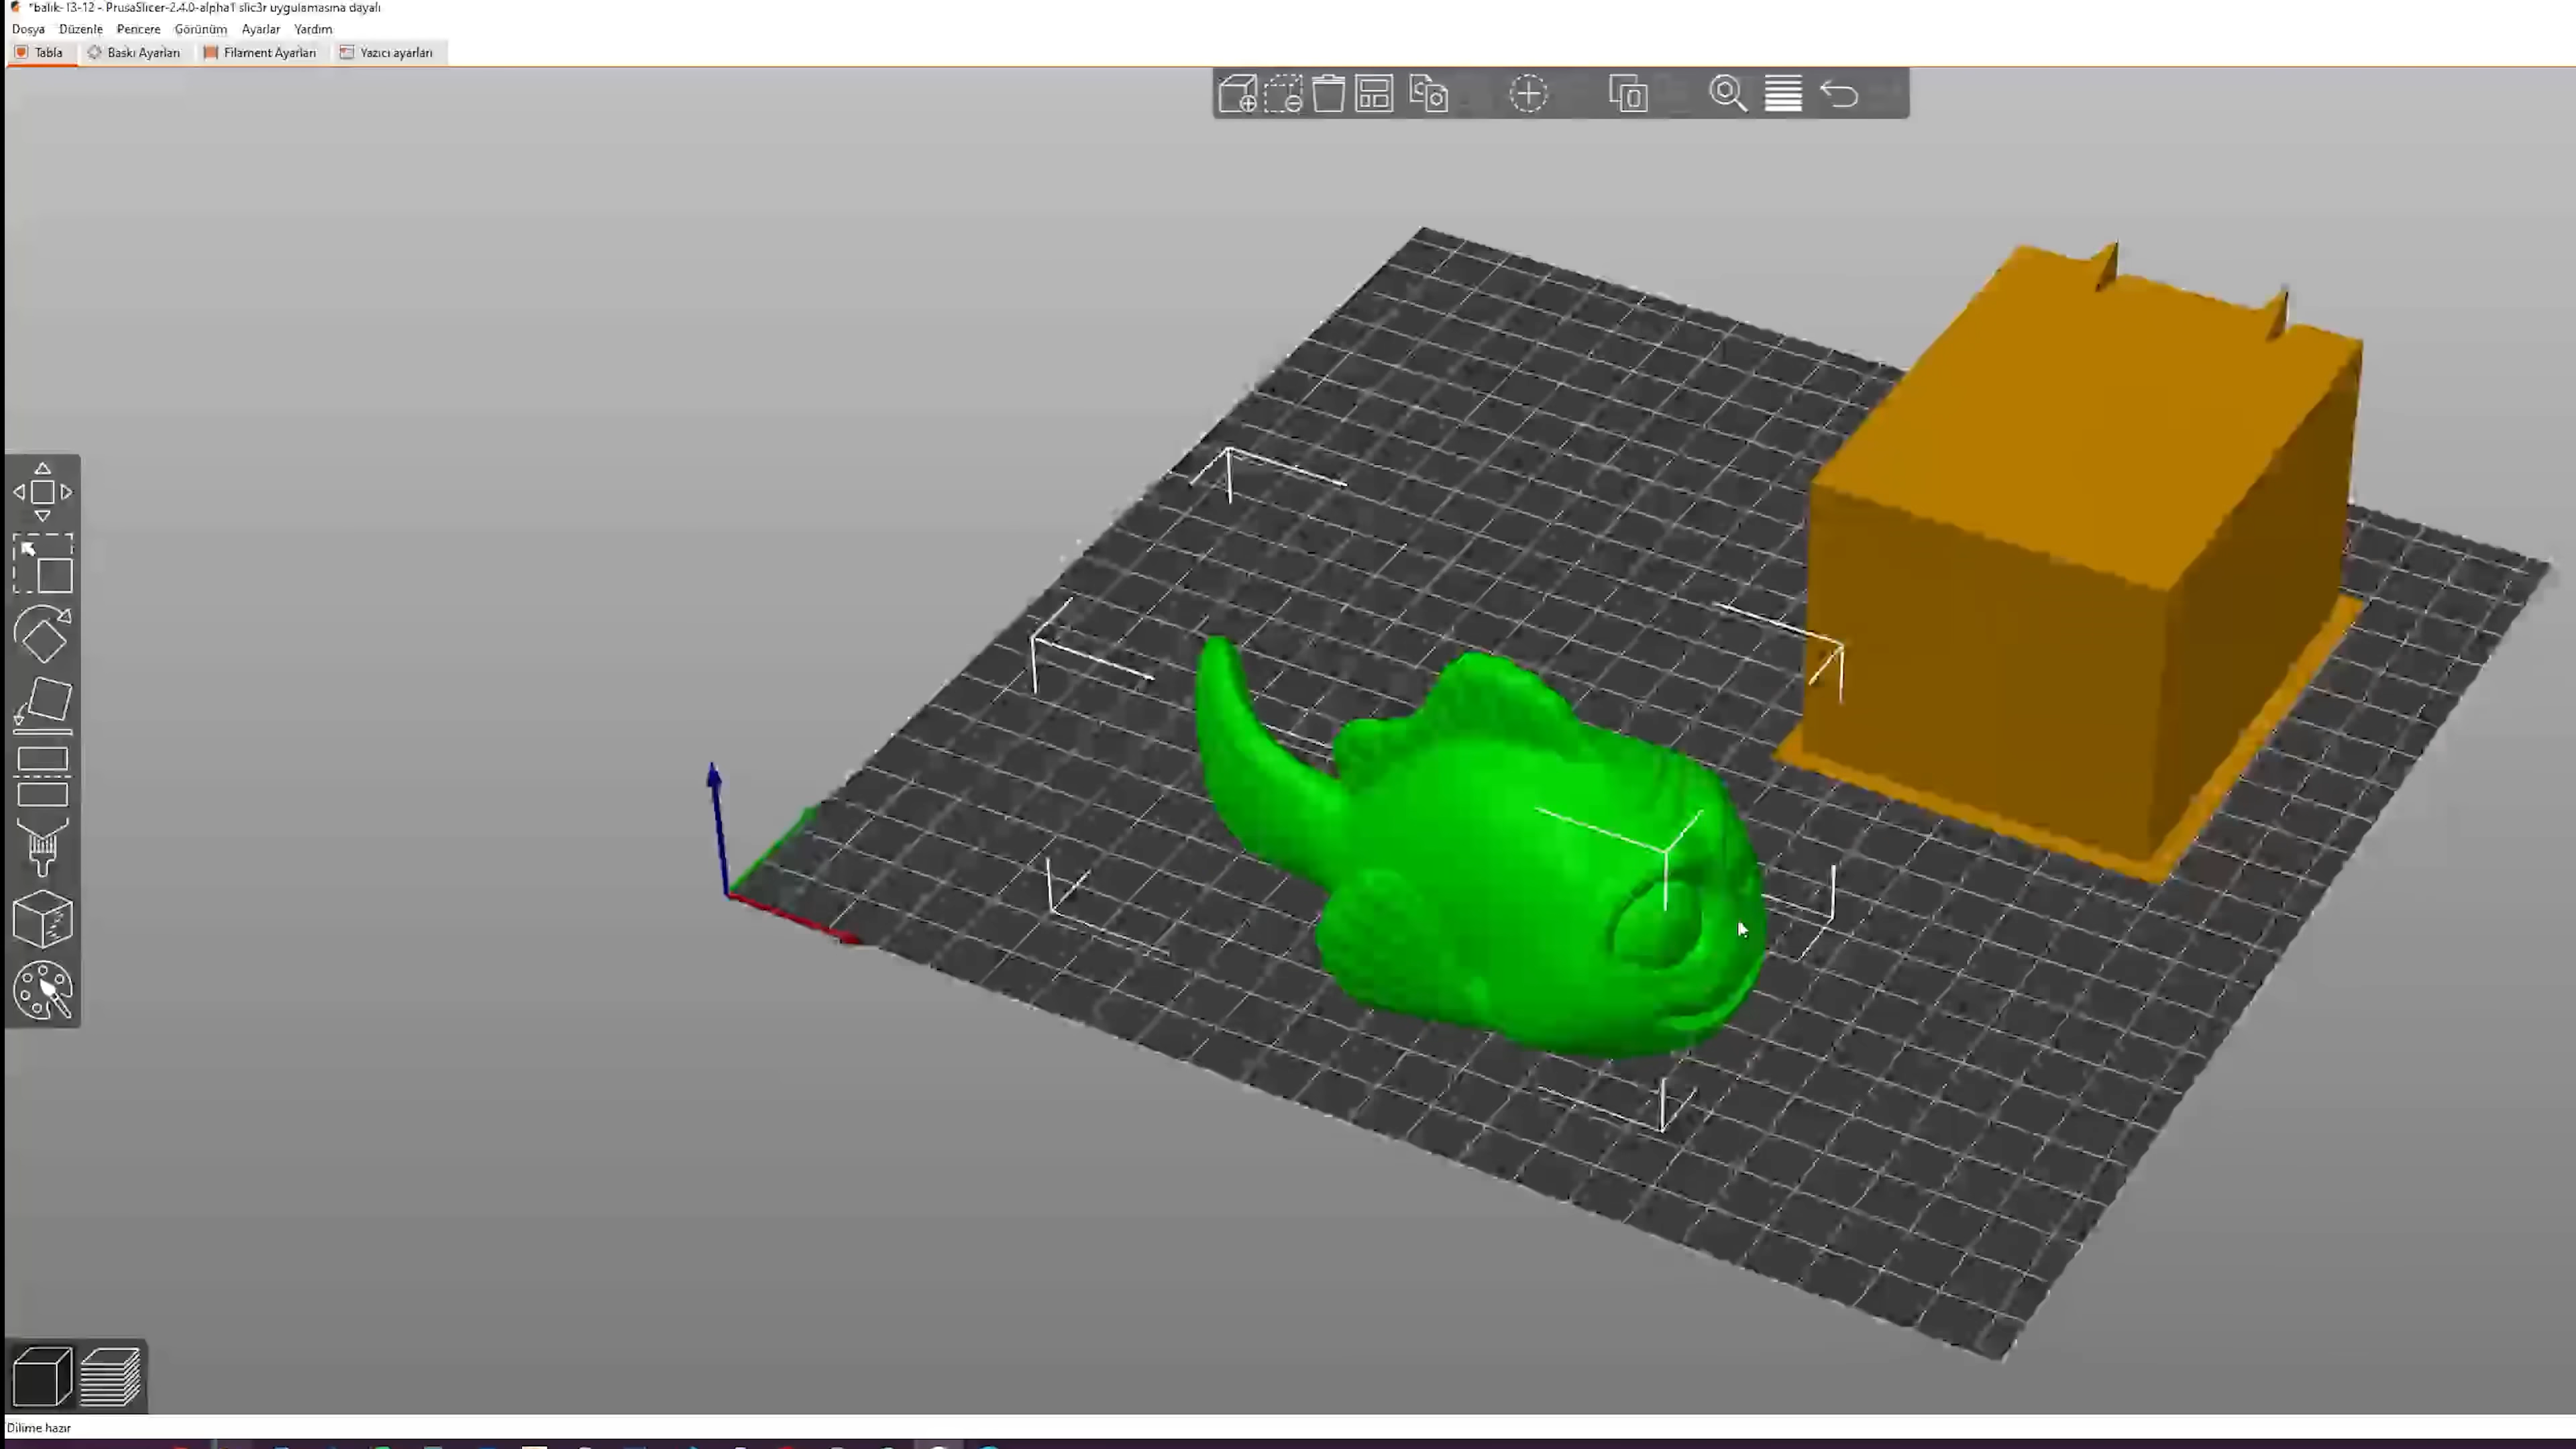 *balık-13-12 - PrusaSlicer-2.4.0-alpha1 slic3r uygulamasına dayalı
Dosya Düzenle Pencere Görünüm Ayarlar Yardım
Tabla Baskı Ayarları Filament Ayarları Yazıcı ayarları
Dilime hazır